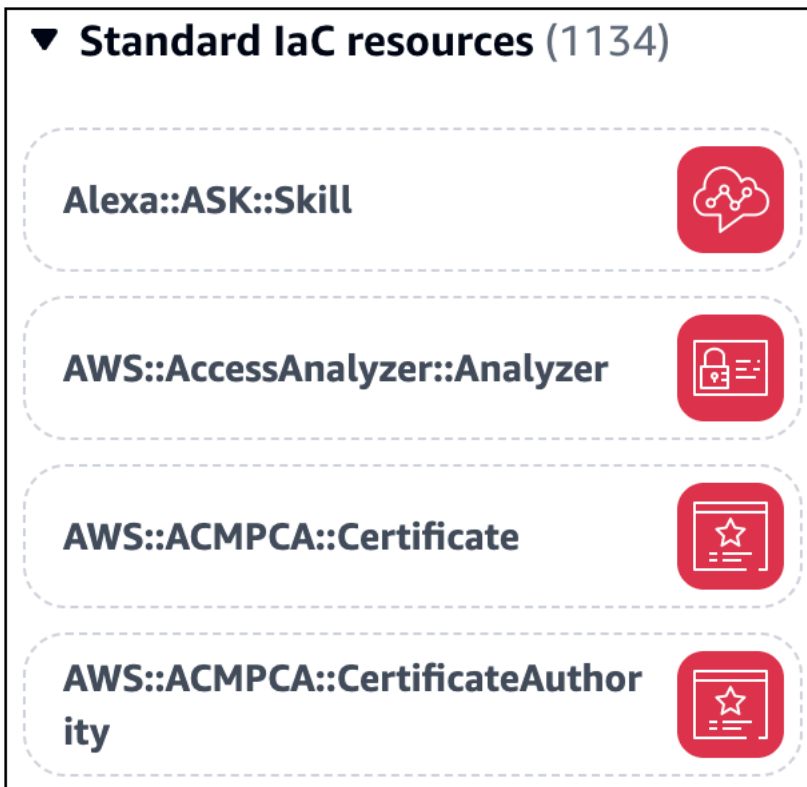 ▼ Standard IaC resources (1134)
Alexa::ASK::Skill
AWS::AccessAnalyzer::Analyzer
AWS::ACMPCA::Certificate
AWS::ACMPCA::CertificateAuthor
ity